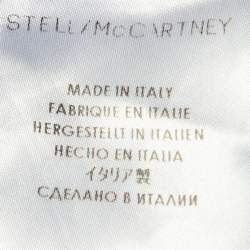 STELLA McCARTNEY
MADE IN ITALY
FABRIQUE EN ITALIE
HERGESTELLT IN ITALIEN
HECHO EN ITALIA
イタリア製
СДЕЛАНО В ИТАЛИИ